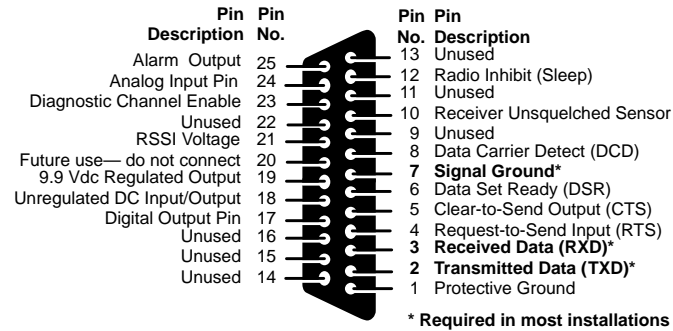 Pin Pin
Description No.
Alarm Output 25
Analog Input Pin 24
Diagnostic Channel Enable 23
Unused 22
RSSI Voltage 21
Future use— do not connect 20
9.9 Vdc Regulated Output 19
Unregulated DC Input/Output 18
Digital Output Pin 17
Unused 16
Unused 15
Unused 14
Pin Pin
No. Description
13 Unused
12 Radio Inhibit (Sleep)
11 Unused
10 Receiver Unsquelched Sensor
9 Unused
8 Data Carrier Detect (DCD)
7 Signal Ground*
6 Data Set Ready (DSR)
5 Clear-to-Send Output (CTS)
4 Request-to-Send Input (RTS)
3 Received Data (RXD)*
2 Transmitted Data (TXD)*
1 Protective Ground
* Required in most installations